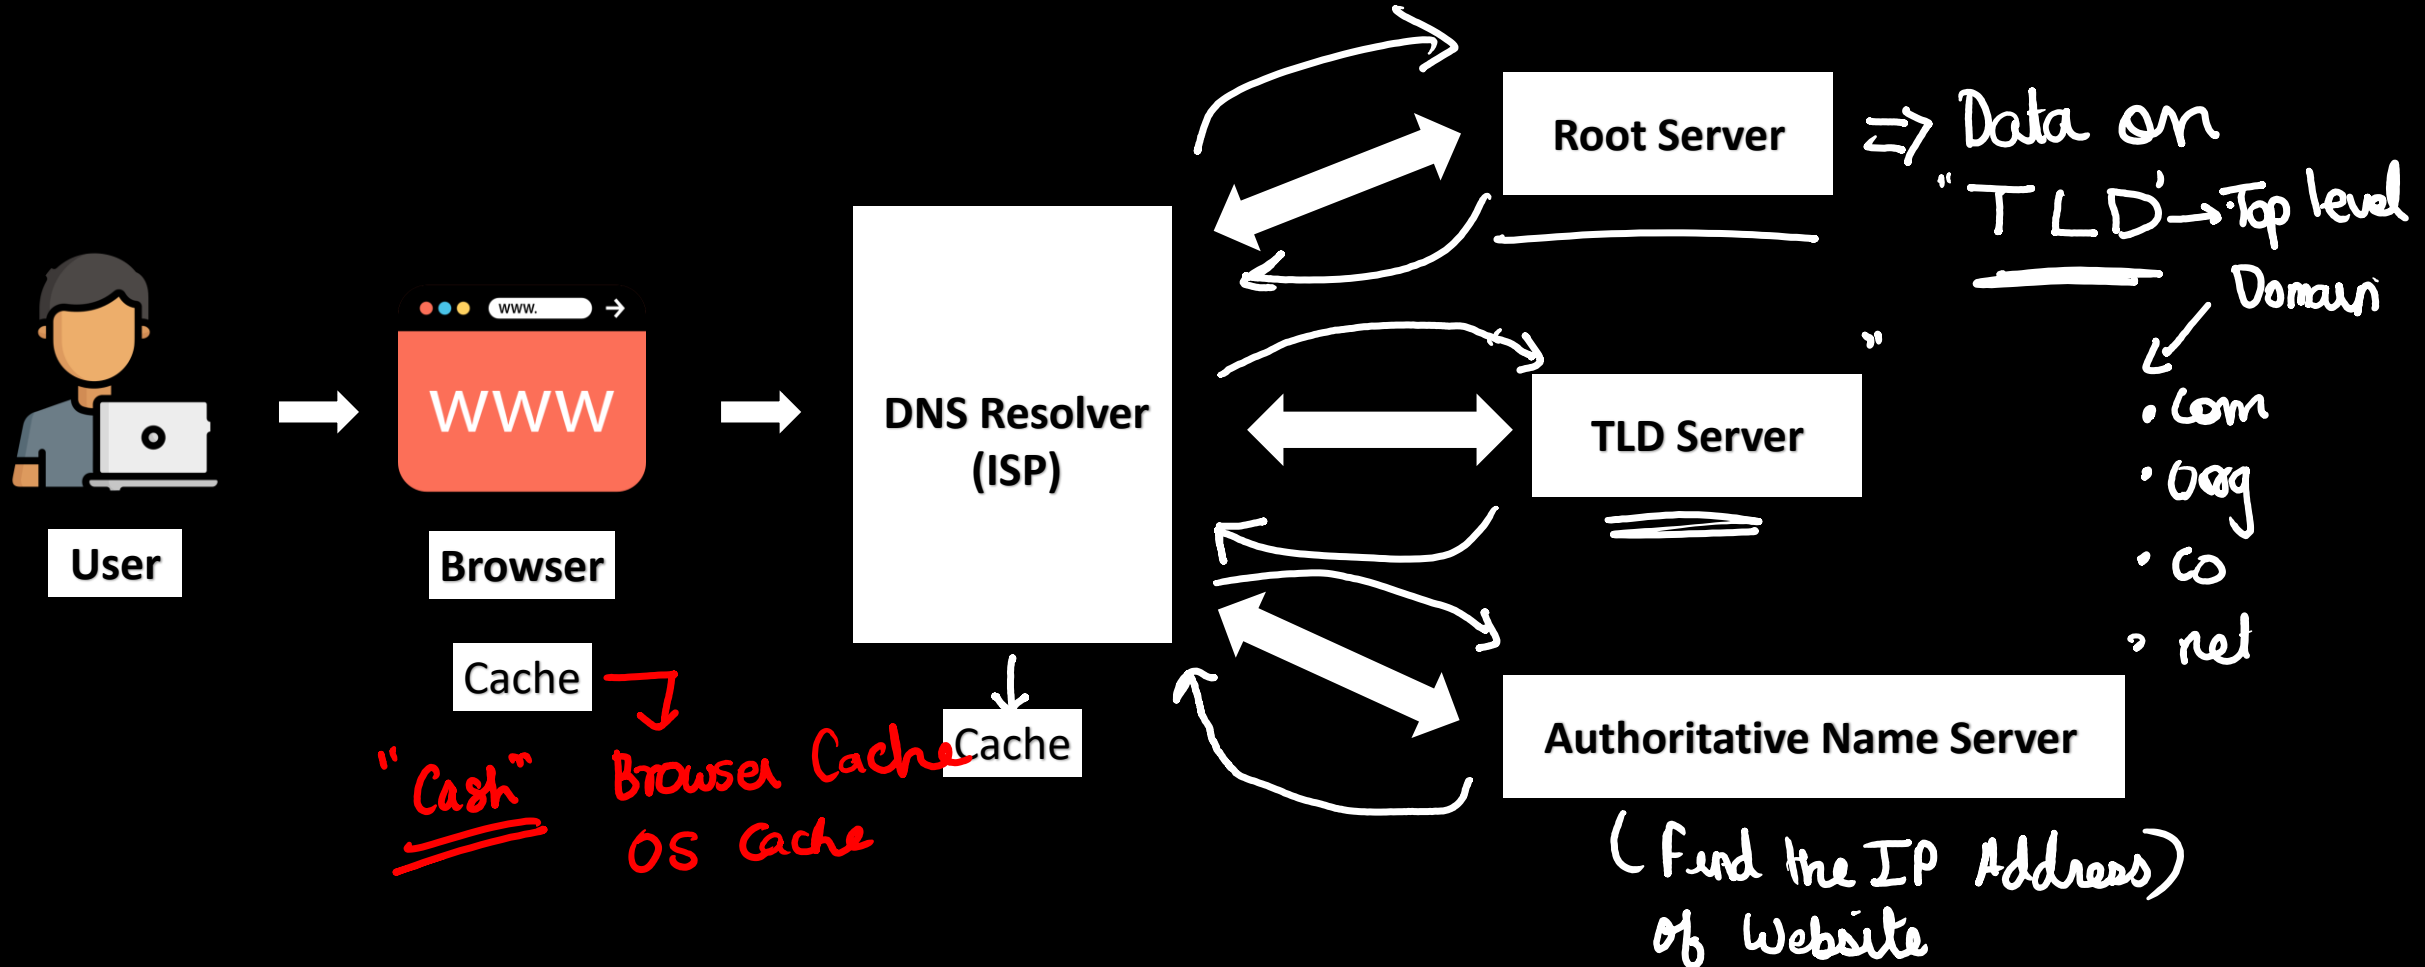 www.
WWW
User
Browser
Cache
"Cash"
Browser Cache
OS Cache
DNS Resolver
(ISP)
Cache
Root Server
⇒ Data on
"TLD' → Top level
Domain
"
• com
• org
• co
• net
TLD Server
Authoritative Name Server
(Find the IP Address)
of Website